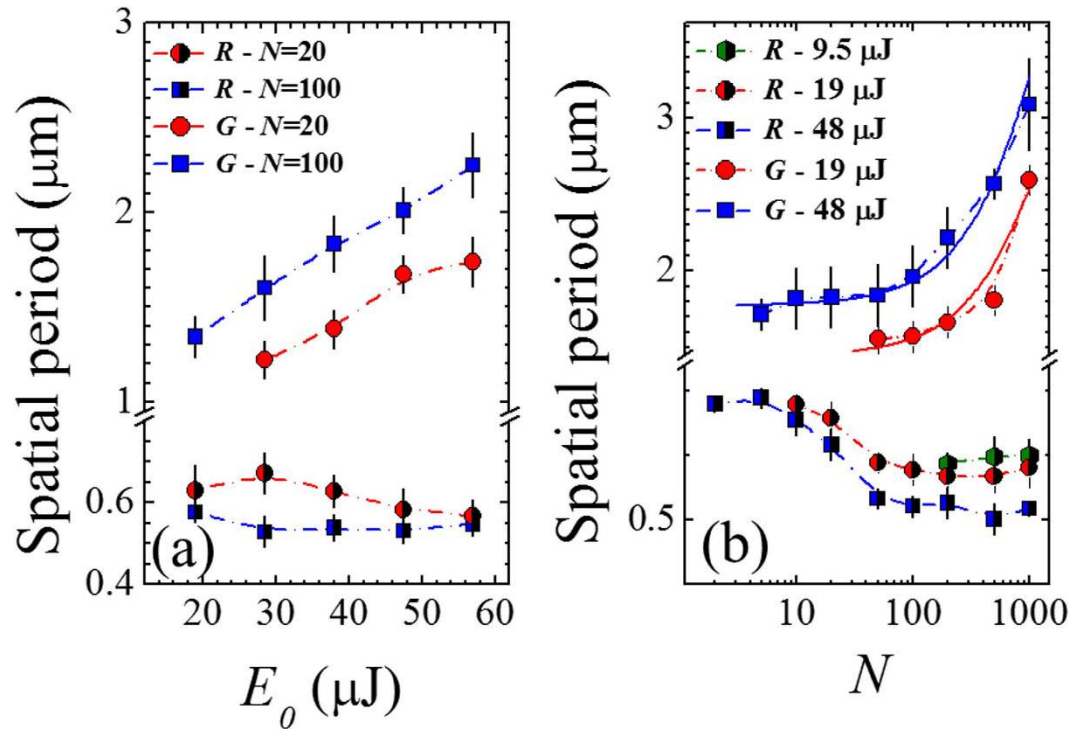 Spatial period (μm)
3
2
1
0.6
0.4
R - N=20
R - N=100
G - N=20
G - N=100
(a)
20 30 40 50 60
E0 (μJ)
Spatial period (μm)
3
2
0.5
R - 9.5 μJ
R - 19 μJ
R - 48 μJ
G - 19 μJ
G - 48 μJ
(b)
10 100 1000
N